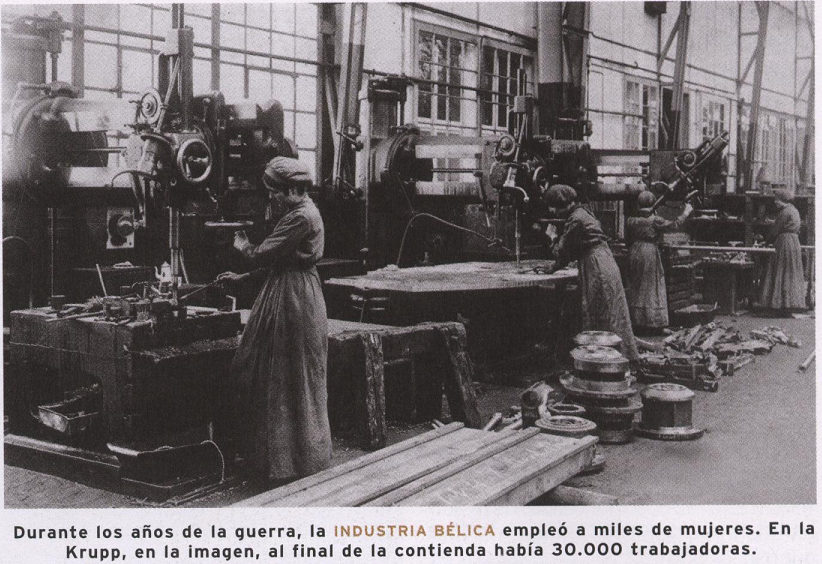 Durante los años de la guerra, la INDUSTRIA BÉLICA empleó a miles de mujeres. En la
Krupp, en la imagen, al final de la contienda había 30.000 trabajadoras.